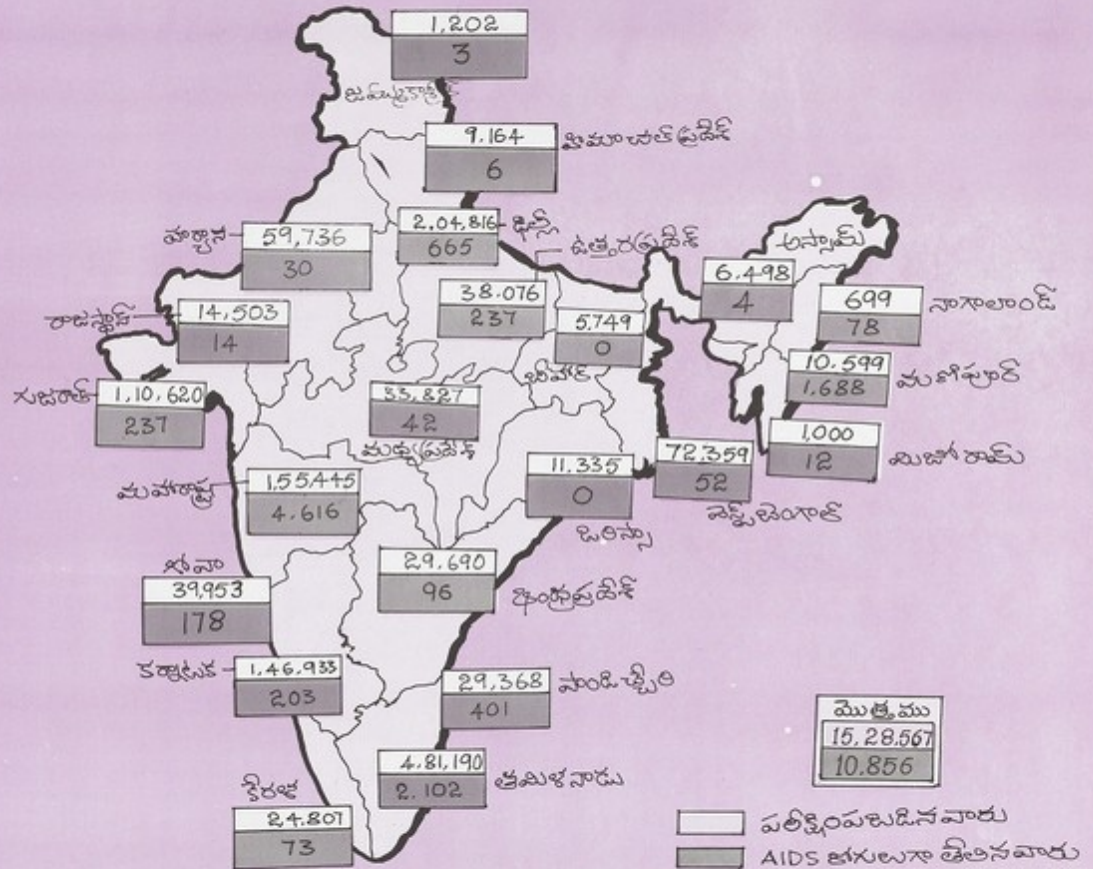 1,202
3
జమ్ముకాశ్మీర్
9.164
6
హిమాచల్ ప్రదేశ్
హర్యాన
59,736
30
2,04,816
665
ఢిల్లీ
ఉత్తరప్రదేశ్
38.076
237
5,749
0
బీహార్
అస్సామ్
6.498
4
699
78
నాగాలాండ్
రాజస్థాన్
14,503
14
10.599
1.688
మణిపూర్
గుజరాత్
1,10,620
237
33,827
42
మధ్యప్రదేశ్
1,000
12
మిజోరామ్
72,359
52
వెస్ట్ బెంగాల్
మహారాష్ట్ర
1,55,445
4.616
11.335
0
ఒరిస్సా
గోవా
39,953
178
29.690
96
ఆంధ్రప్రదేశ్
కర్ణాటక
1,46,933
203
29,368
401
పాండిచ్చేరి
4,81,190
2.102
తమిళనాడు
కేరళ
24.807
73
మొత్తము
15,28,567
10.856
పరీక్షింపబడినవారు
AIDS రోగులుగా తేలినవారు